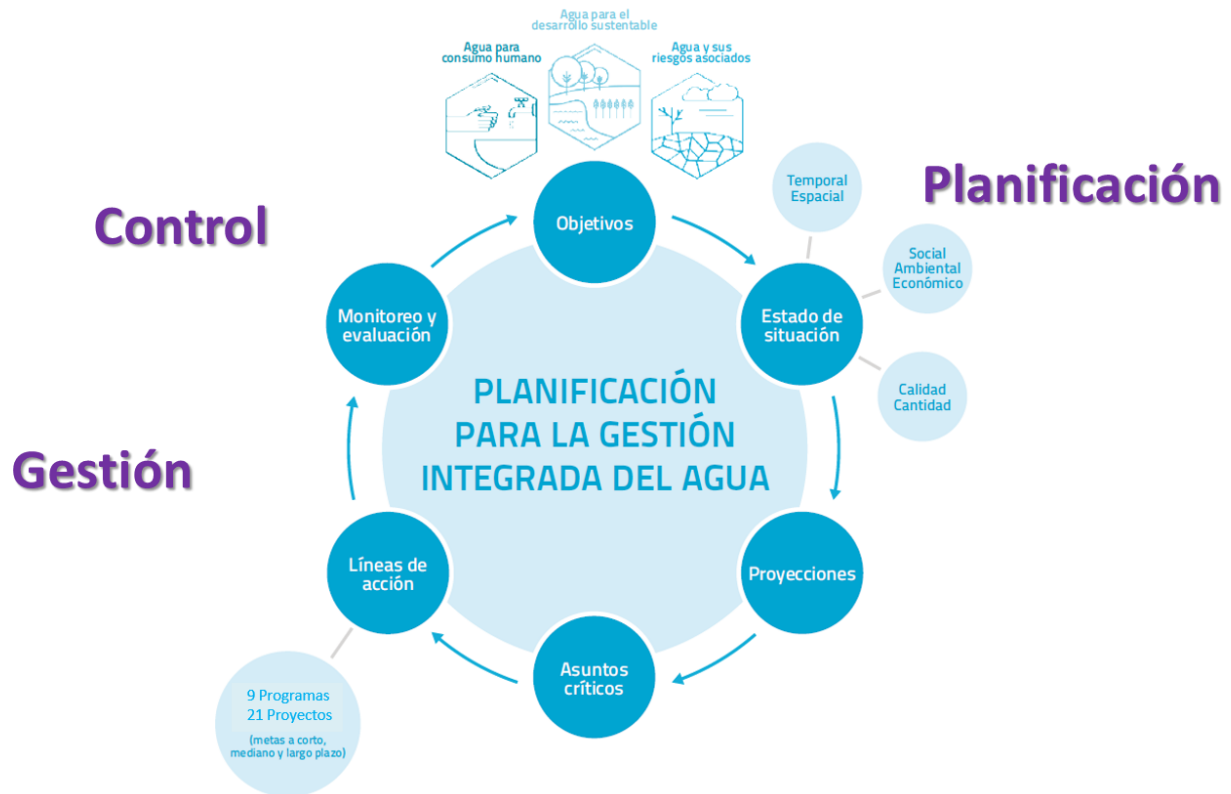 Agua para el
desarrollo sustentable
Agua para
consumo humano
Agua y sus
riesgos asociados
Control
Planificación
Objetivos
Temporal
Espacial
Social
Ambiental
Económico
Estado de
situación
Calidad
Cantidad
Monitoreo y
evaluación
PLANIFICACIÓN
PARA LA GESTIÓN
INTEGRADA DEL AGUA
Gestión
Proyecciones
Líneas de
acción
Asuntos
críticos
9 Programas
21 Proyectos
(metas a corto,
mediano y largo plazo)